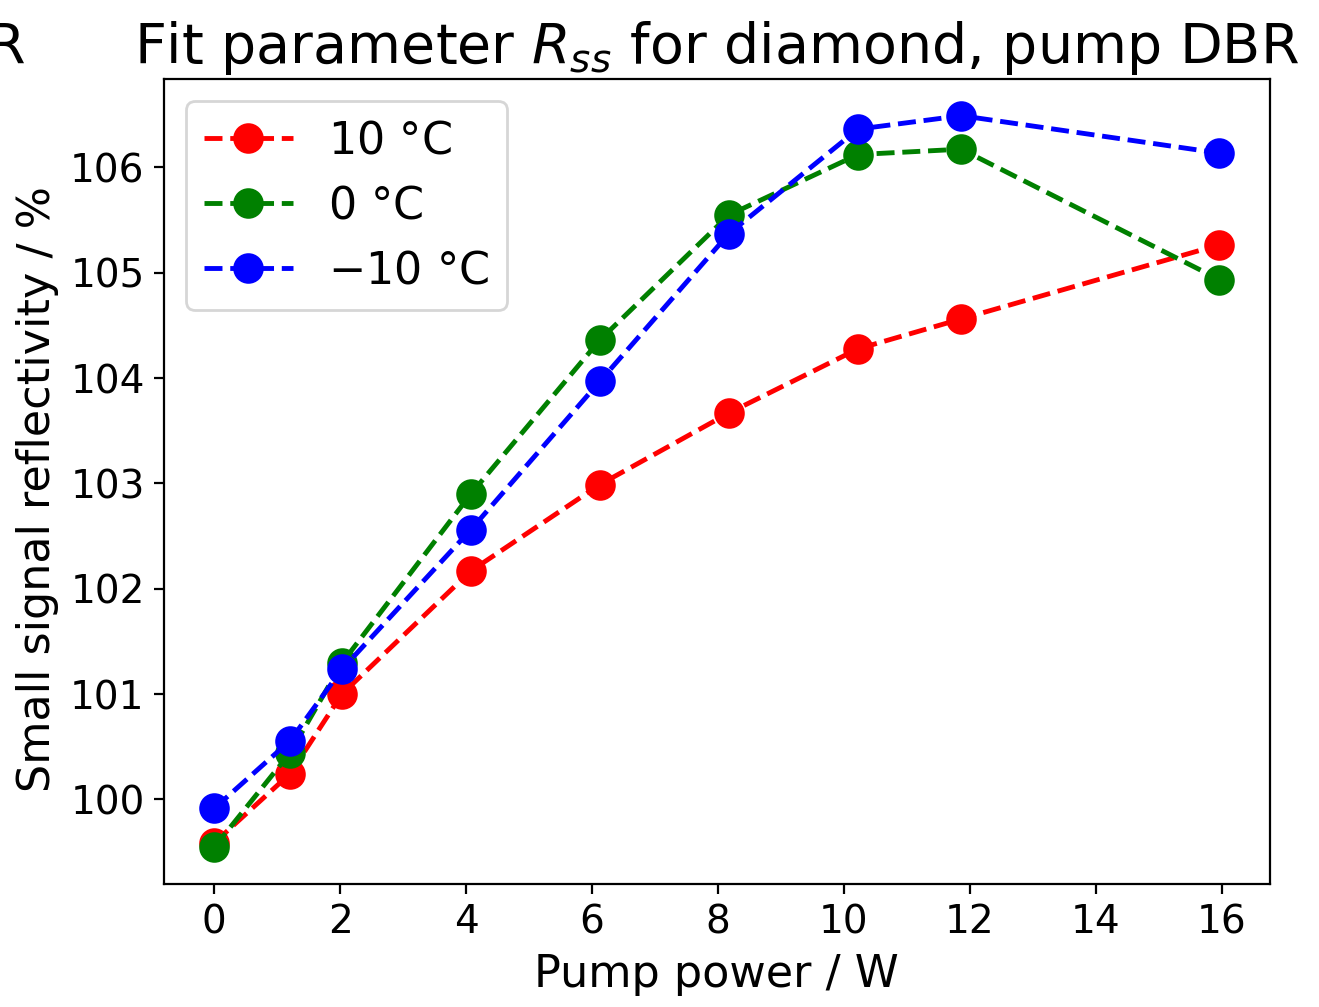 R
Fit parameter Rss for diamond, pump DBR
10 °C
0 °C
−10 °C
Small signal reflectivity / %
106
105
104
103
102
101
100
0 2 4 6 8 10 12 14 16
Pump power / W